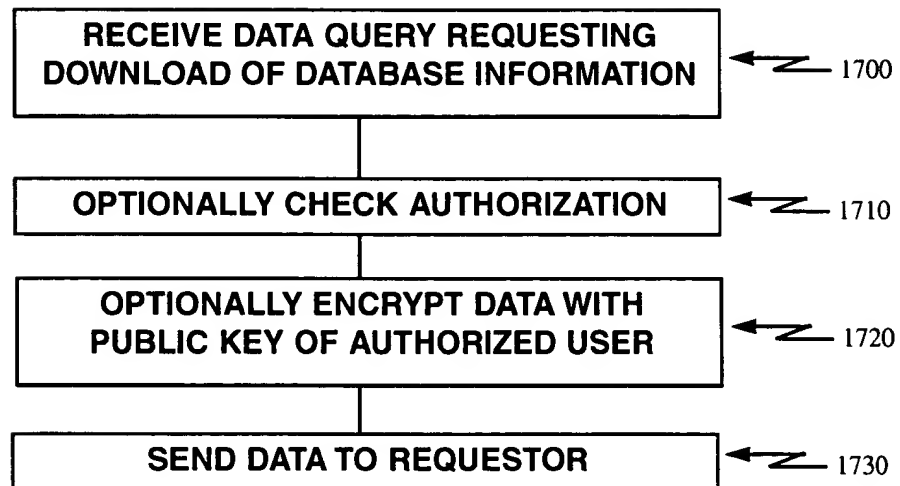 RECEIVE DATA QUERY REQUESTING
DOWNLOAD OF DATABASE INFORMATION
1700
OPTIONALLY CHECK AUTHORIZATION
1710
OPTIONALLY ENCRYPT DATA WITH
PUBLIC KEY OF AUTHORIZED USER
1720
SEND DATA TO REQUESTOR
1730